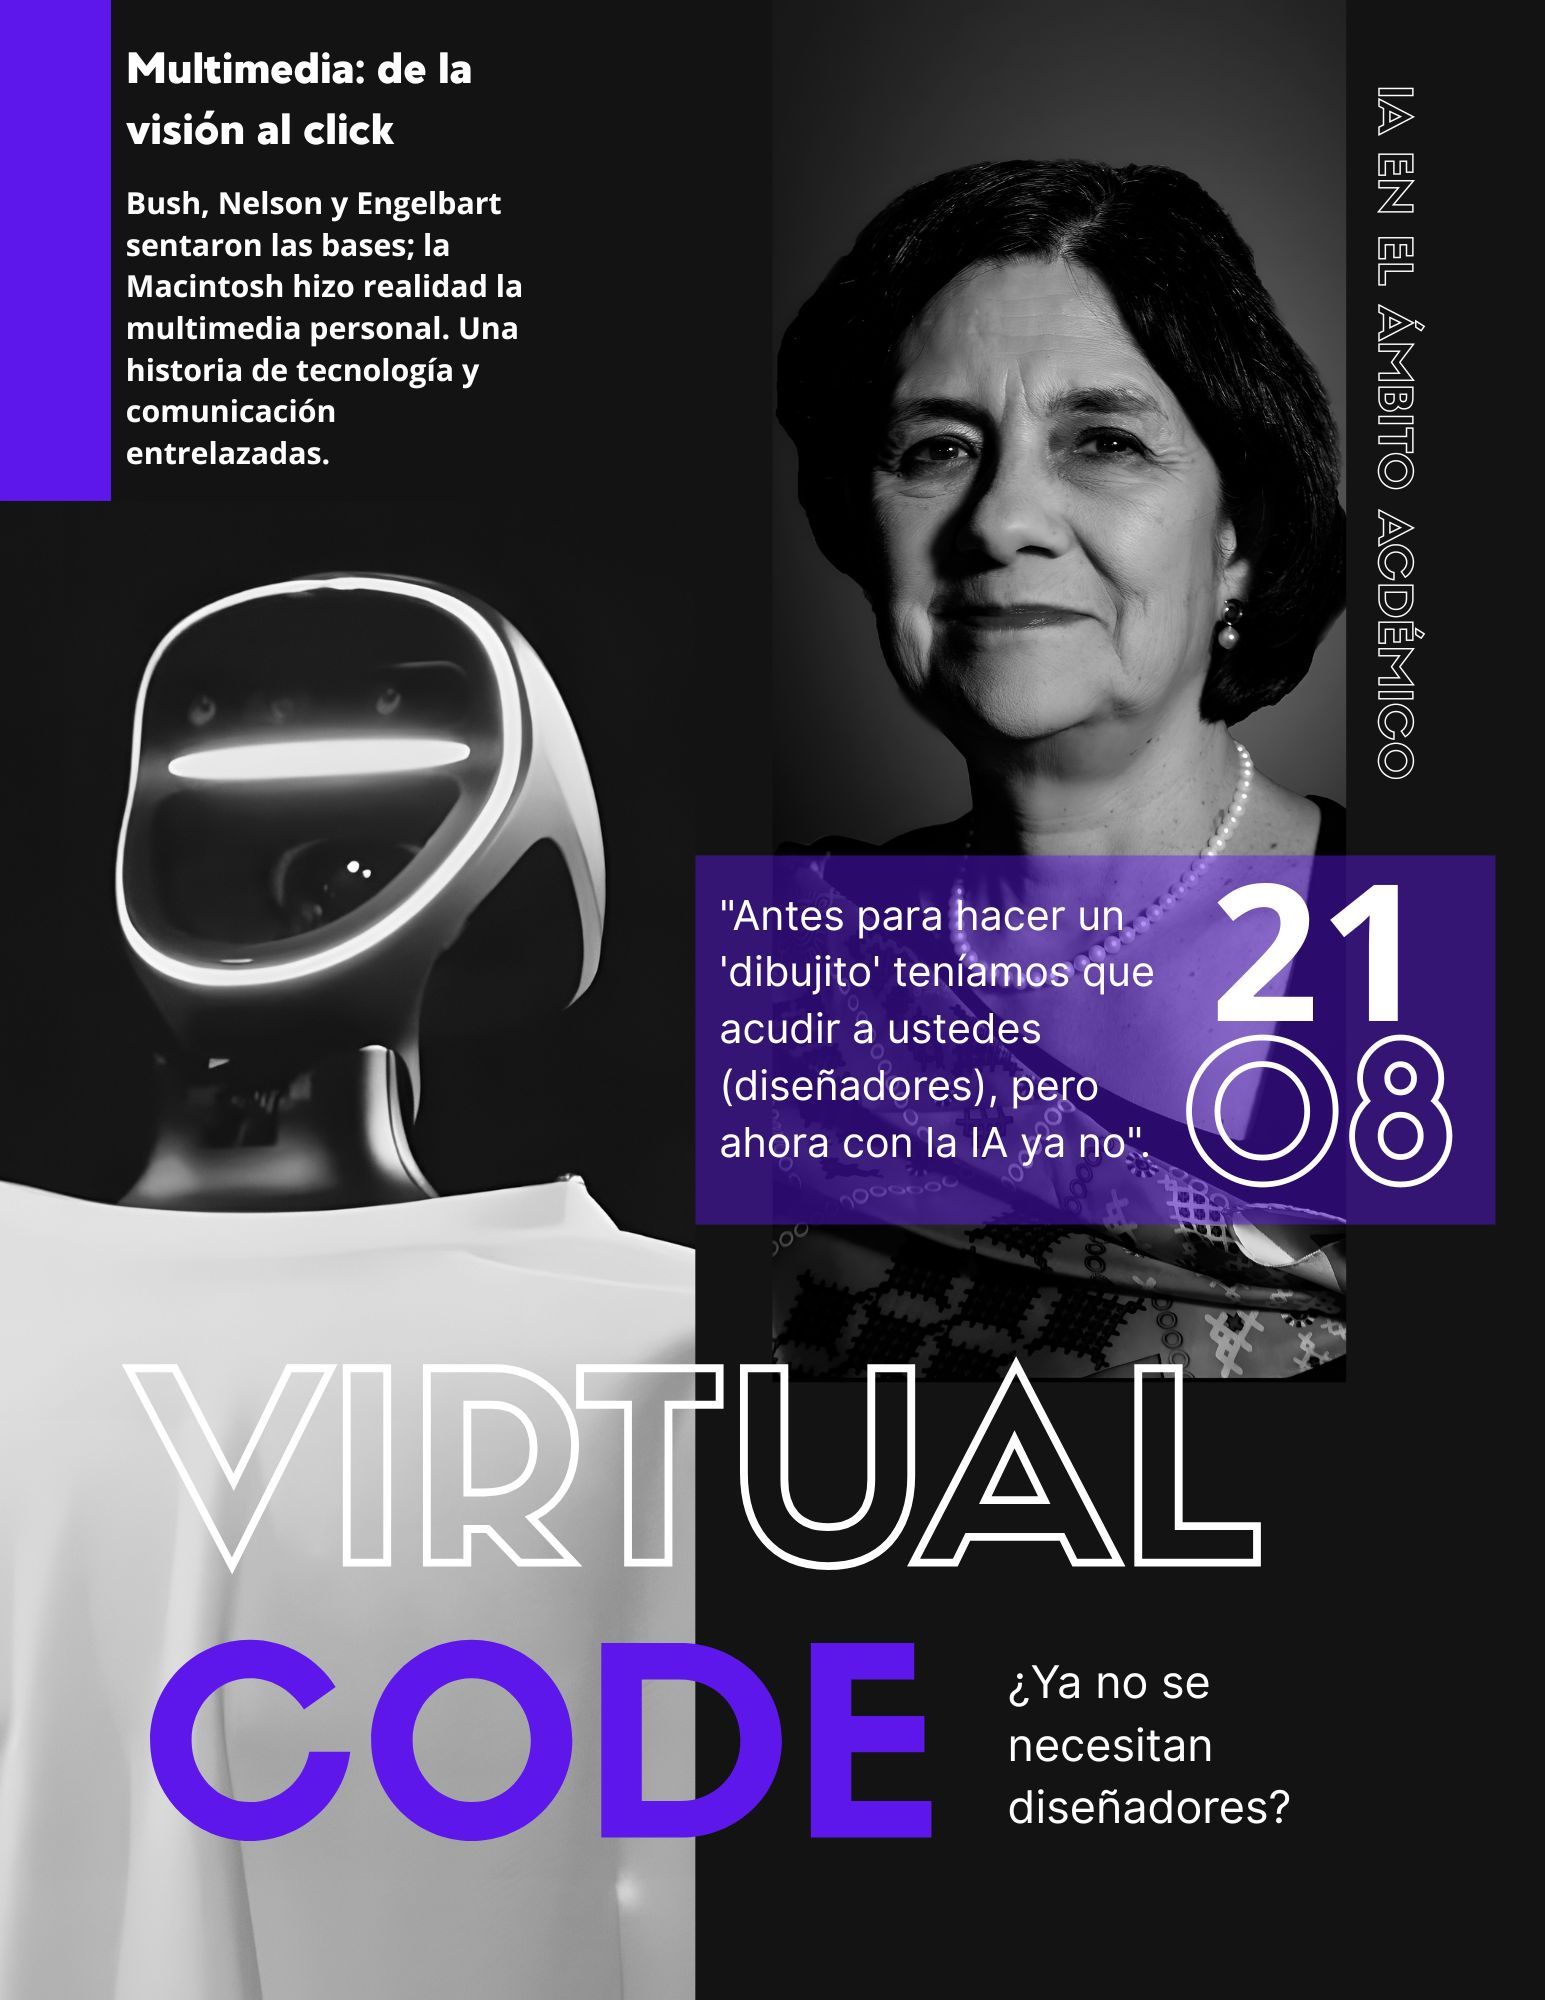 Multimedia: de la
visión al click
Bush, Nelson y Engelbart
sentaron las bases; la
Macintosh hizo realidad la
multimedia personal. Una
historia de tecnología y
comunicación
entrelazadas.
IA EN EL ÁMBITO ACDÉMICO
"Antes para hacer un
'dibujito' teníamos que
acudir a ustedes
(diseñadores), pero
ahora con la IA ya no".
21
08
VIRTUAL
CODE
¿Ya no se
necesitan
diseñadores?